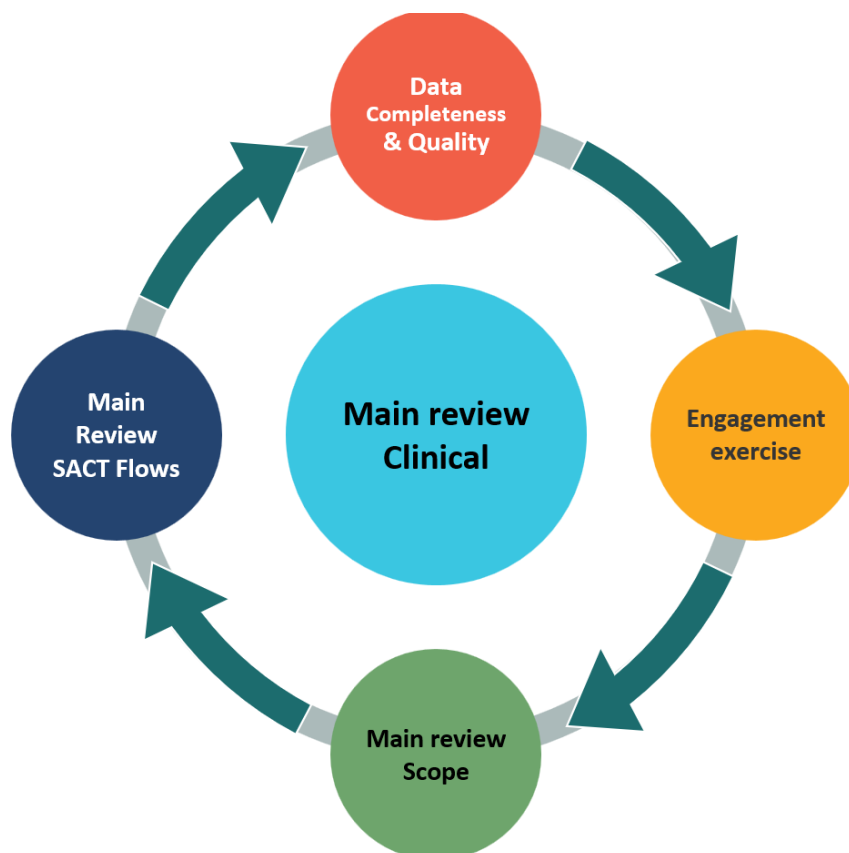 Data
Completeness
& Quality
Engagement
exercise
Main review
Scope
Main
Review
SACT Flows
Main review
Clinical